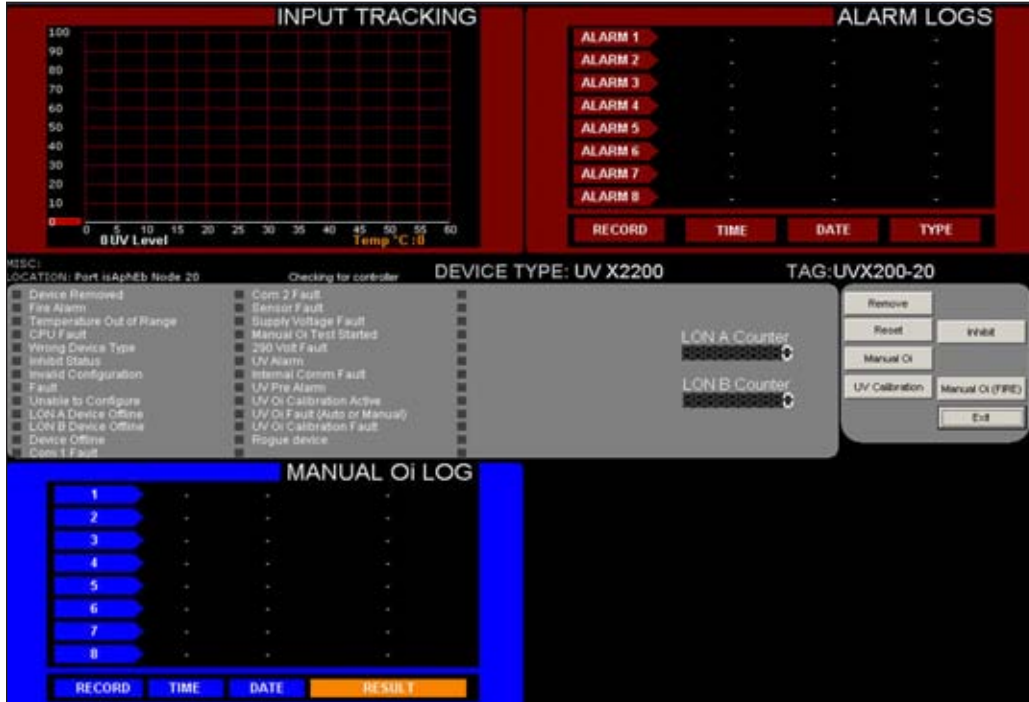 INPUT TRACKING
100
90
80
70
60
50
40
30
20
10
0
0 5 10 15 20 25 30 35 40 45 50 55 60
0 UV Level Temp °C :0
ALARM LOGS
ALARM 1 - - -
ALARM 2 - - -
ALARM 3 - - -
ALARM 4 - - -
ALARM 5 - - -
ALARM 6 - - -
ALARM 7 - - -
ALARM 8 - - -
RECORD TIME DATE TYPE
MISC:
LOCATION: Port isAphEb Node 20 Checking for controller DEVICE TYPE: UV X2200 TAG:UVX200-20
Device Removed
Fire Alarm
Temperature Out of Range
CPU Fault
Wrong Device Type
Inhibit Status
Invalid Configuration
Fault
Unable to Configure
LON A Device Offline
LON B Device Offline
Device Offline
Com 1 Fault
Com 2 Fault
Sensor Fault
Supply Voltage Fault
Manual Oi Test Started
290 Volt Fault
UV Alarm
Internal Comm Fault
UV Pre Alarm
UV Oi Calibration Active
UV Oi Fault (Auto or Manual)
UV Oi Calibration Fault
Rogue device
LON A Counter
LON B Counter
Remove
Reset
Inhibit
Manual Oi
UV Calibration
Manual Oi (FIRE)
Exit
MANUAL Oi LOG
1 - - -
2 - - -
3 - - -
4 - - -
5 - - -
6 - - -
7 - - -
8 - - -
RECORD TIME DATE RESULT